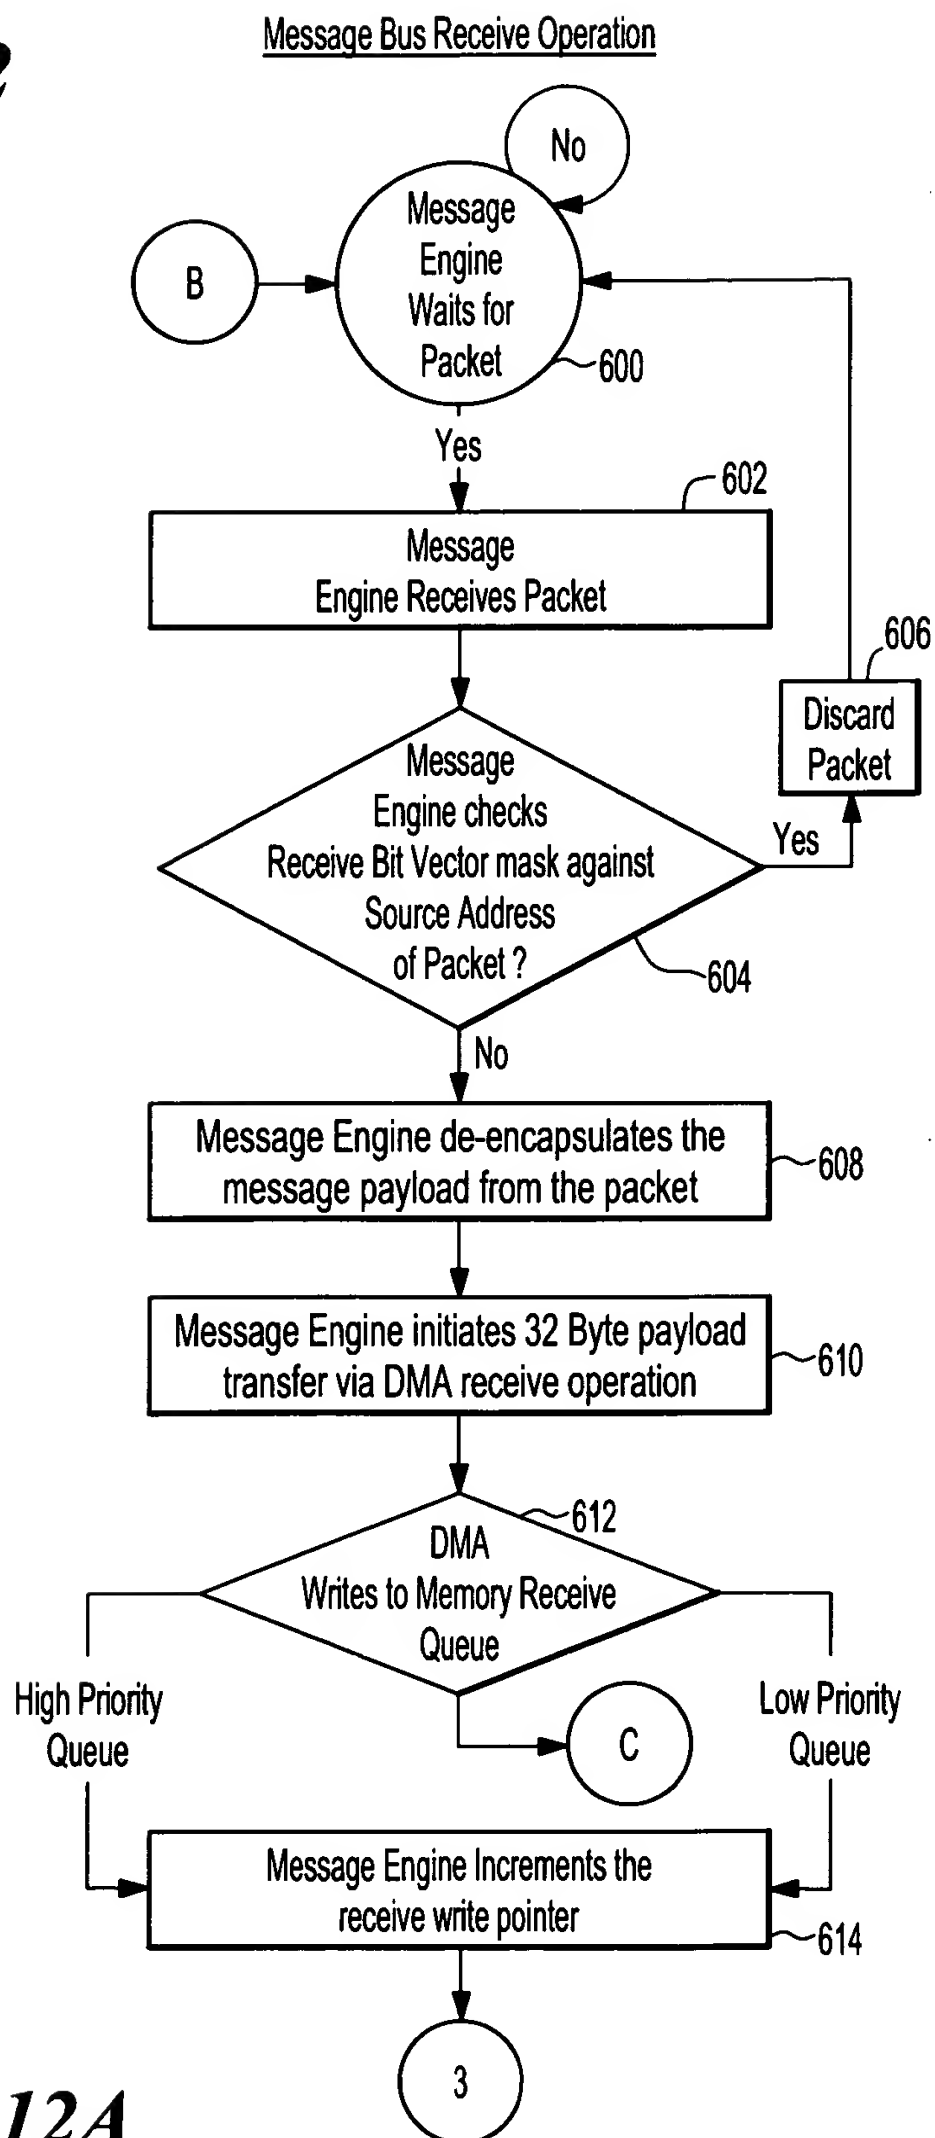 Message Bus Receive Operation
No
Message
Engine
Waits for
Packet
B
600
Yes
602
Message
Engine Receives Packet
606
Discard
Packet
Message
Engine checks
Receive Bit Vector mask against
Source Address
of Packet ?
Yes
604
No
Message Engine de-encapsulates the
message payload from the packet
608
Message Engine initiates 32 Byte payload
transfer via DMA receive operation
610
612
DMA
Writes to Memory Receive
Queue
High Priority
Queue
Low Priority
Queue
C
Message Engine Increments the
receive write pointer
614
3
12A